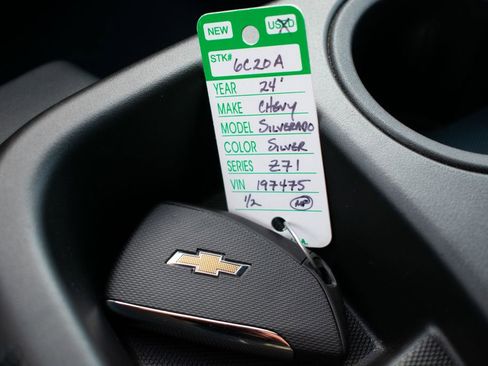 NEW USED
STK# 6C20A
YEAR 24'
MAKE CHEVY
MODEL SILVERADO
COLOR SILVER
SERIES Z71
VIN 197475
1/2